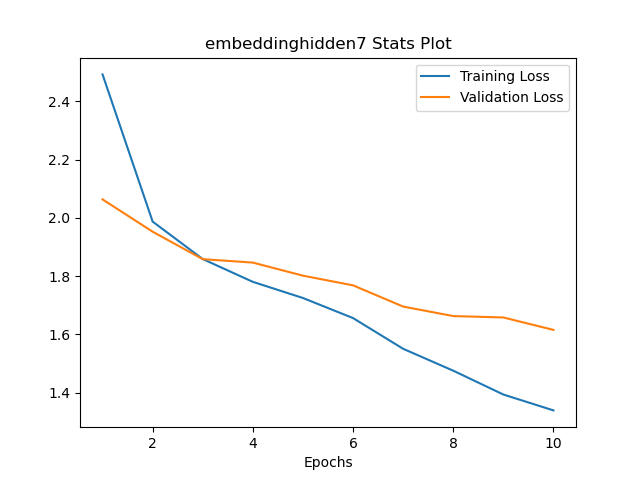 embeddinghidden7 Stats Plot
Training Loss
Validation Loss
2.4
2.2
2.0
1.8
1.6
1.4
2 4 6 8 10
Epochs